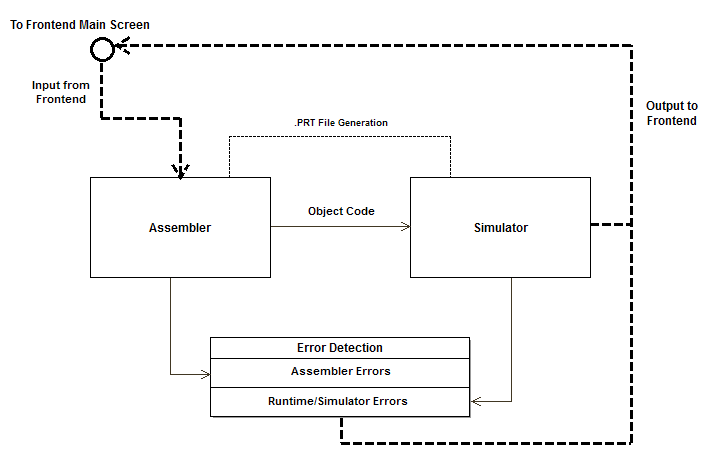 To Frontend Main Screen
Input from
Frontend
Output to
Frontend
.PRT File Generation
Assembler
Object Code
Simulator
Error Detection
Assembler Errors
Runtime/Simulator Errors